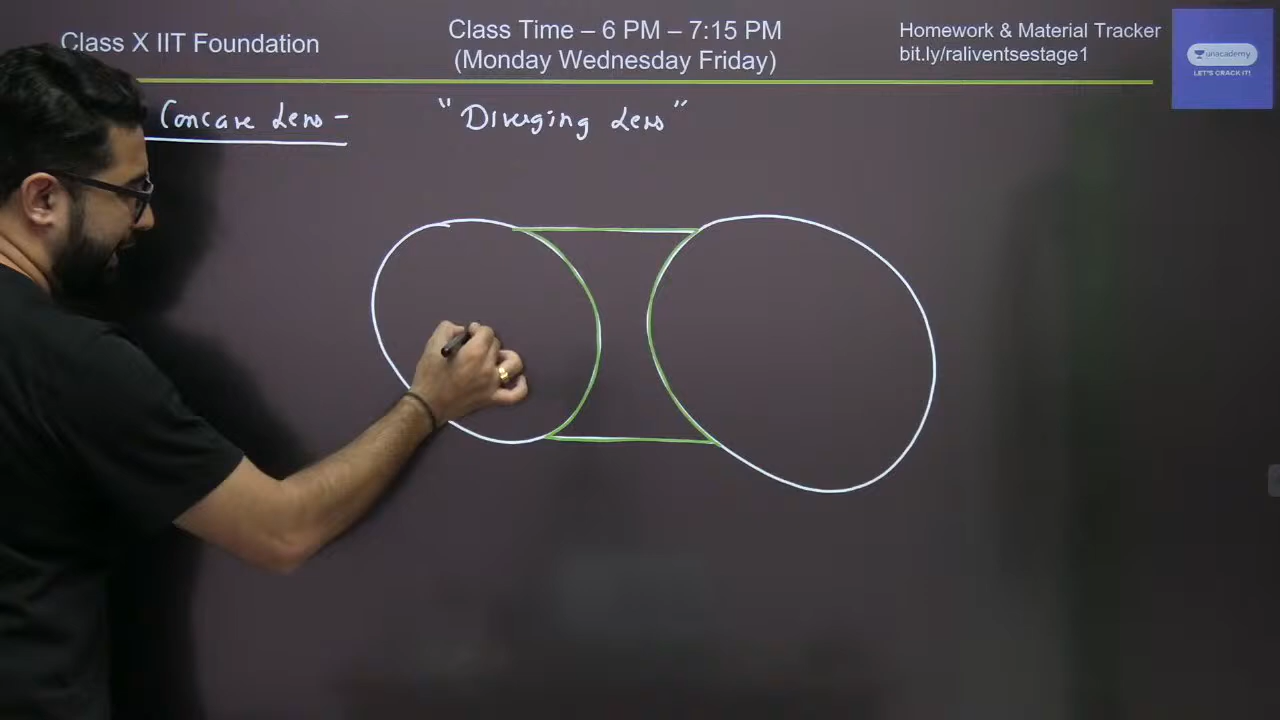 Class X IIT Foundation
Class Time – 6 PM – 7:15 PM
(Monday Wednesday Friday)
Homework & Material Tracker
bit.ly/raliventsestage1
unacademy
LET'S CRACK IT!
Concave Lens –
"Diverging Lens"